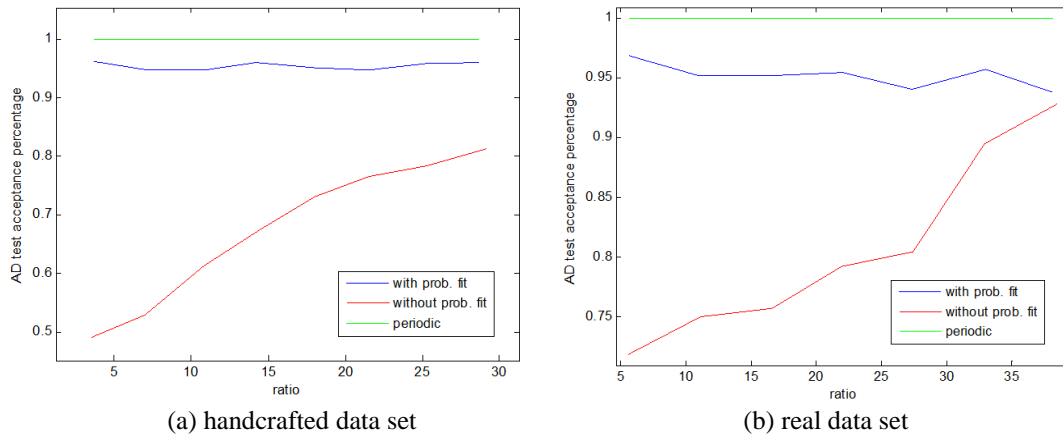 AD test acceptance percentage
1
0.9
0.8
0.7
0.6
0.5
5 10 15 20 25 30
ratio
with prob. fit
without prob. fit
periodic
(a) handcrafted data set
AD test acceptance percentage
1
0.95
0.9
0.85
0.8
0.75
5 10 15 20 25 30 35
ratio
with prob. fit
without prob. fit
periodic
(b) real data set